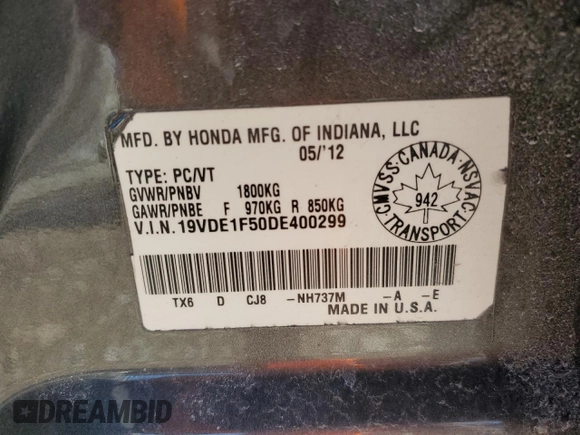 MFD. BY HONDA MFG. OF INDIANA, LLC
05/'12
TYPE: PC/VT
GVWR/PNBV 1800KG
GAWR/PNBE F 970KG R 850KG
V.I.N. 19VDE1F50DE400299
CMVSS·CANADA·NSVAC·TRANSPORT·
942
TX6 D CJ8 -NH737M -A -E
MADE IN U.S.A.
DREAMBID